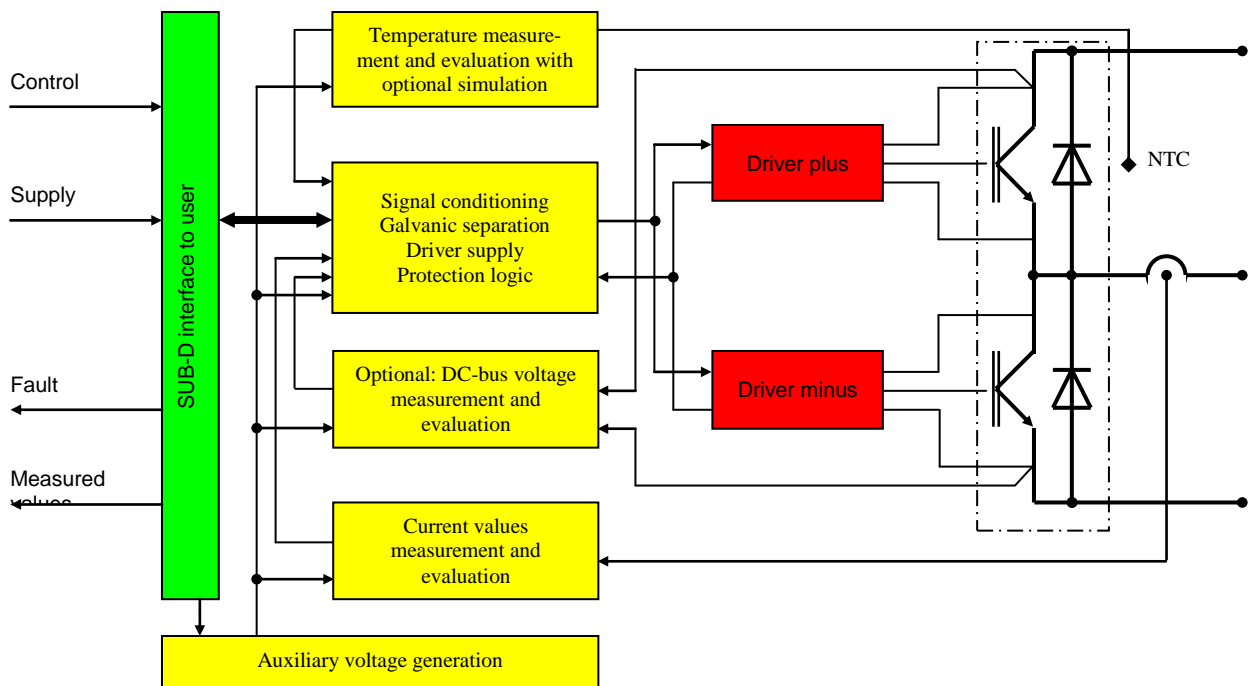 Control
Supply
Fault
Measured
values
SUB-D interface to user
Temperature measure-
ment and evaluation with
optional simulation
Signal conditioning
Galvanic separation
Driver supply
Protection logic
Optional: DC-bus voltage
measurement and
evaluation
Current values
measurement and
evaluation
Auxiliary voltage generation
Driver plus
Driver minus
NTC